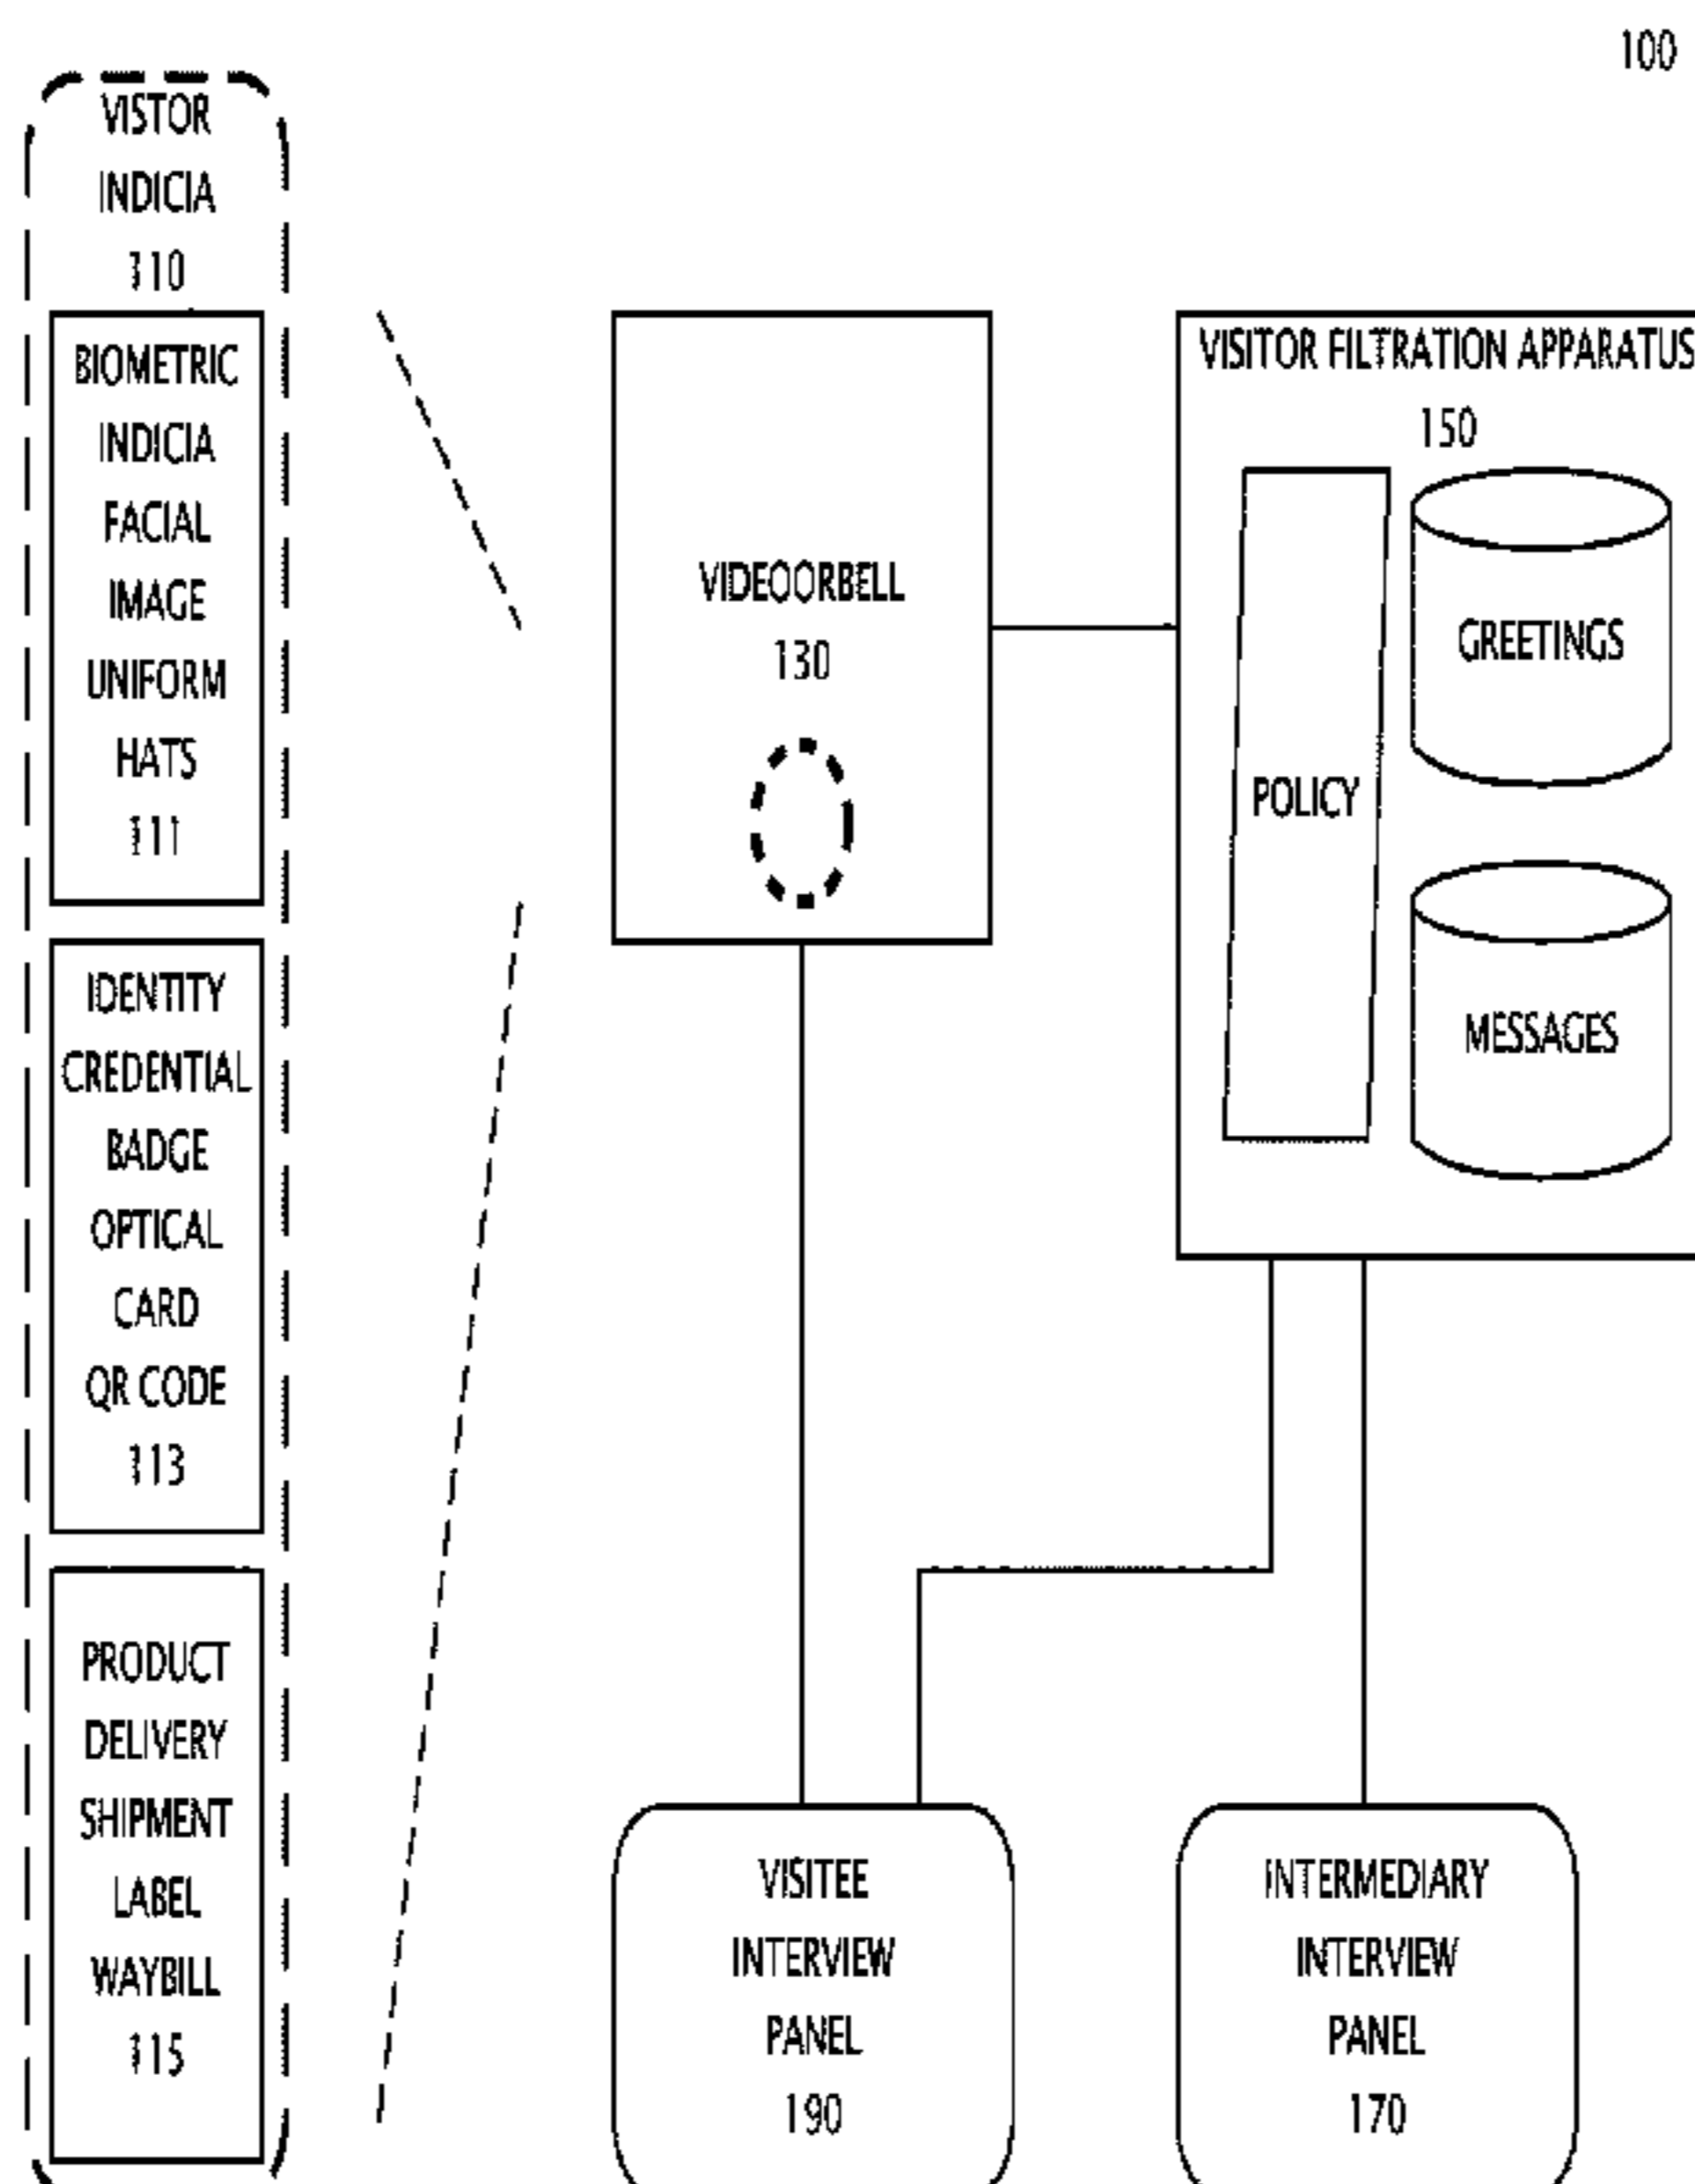 100
VISTOR
INDICIA
110
BIOMETRIC
INDICIA
FACIAL
IMAGE
UNIFORM
HATS
111
IDENTITY
CREDENTIAL
BADGE
OPTICAL
CARD
QR CODE
113
PRODUCT
DELIVERY
SHIPMENT
LABEL
WAYBILL
115
VIDEOORBELL
130
VISITOR FILTRATION APPARATUS
150
POLICY
GREETINGS
MESSAGES
VISITEE
INTERVIEW
PANEL
190
INTERMEDIARY
INTERVIEW
PANEL
170